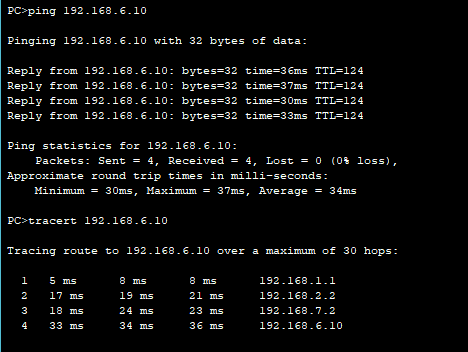 PC>ping 192.168.6.10
Pinging 192.168.6.10 with 32 bytes of data:
Reply from 192.168.6.10: bytes=32 time=36ms TTL=124
Reply from 192.168.6.10: bytes=32 time=37ms TTL=124
Reply from 192.168.6.10: bytes=32 time=30ms TTL=124
Reply from 192.168.6.10: bytes=32 time=33ms TTL=124
Ping statistics for 192.168.6.10:
Packets: Sent = 4, Received = 4, Lost = 0 (0% loss),
Approximate round trip times in milli-seconds:
Minimum = 30ms, Maximum = 37ms, Average = 34ms
PC>tracert 192.168.6.10
Tracing route to 192.168.6.10 over a maximum of 30 hops:
1 5 ms 8 ms 8 ms 192.168.1.1
2 17 ms 19 ms 21 ms 192.168.2.2
3 18 ms 24 ms 23 ms 192.168.7.2
4 33 ms 34 ms 36 ms 192.168.6.10